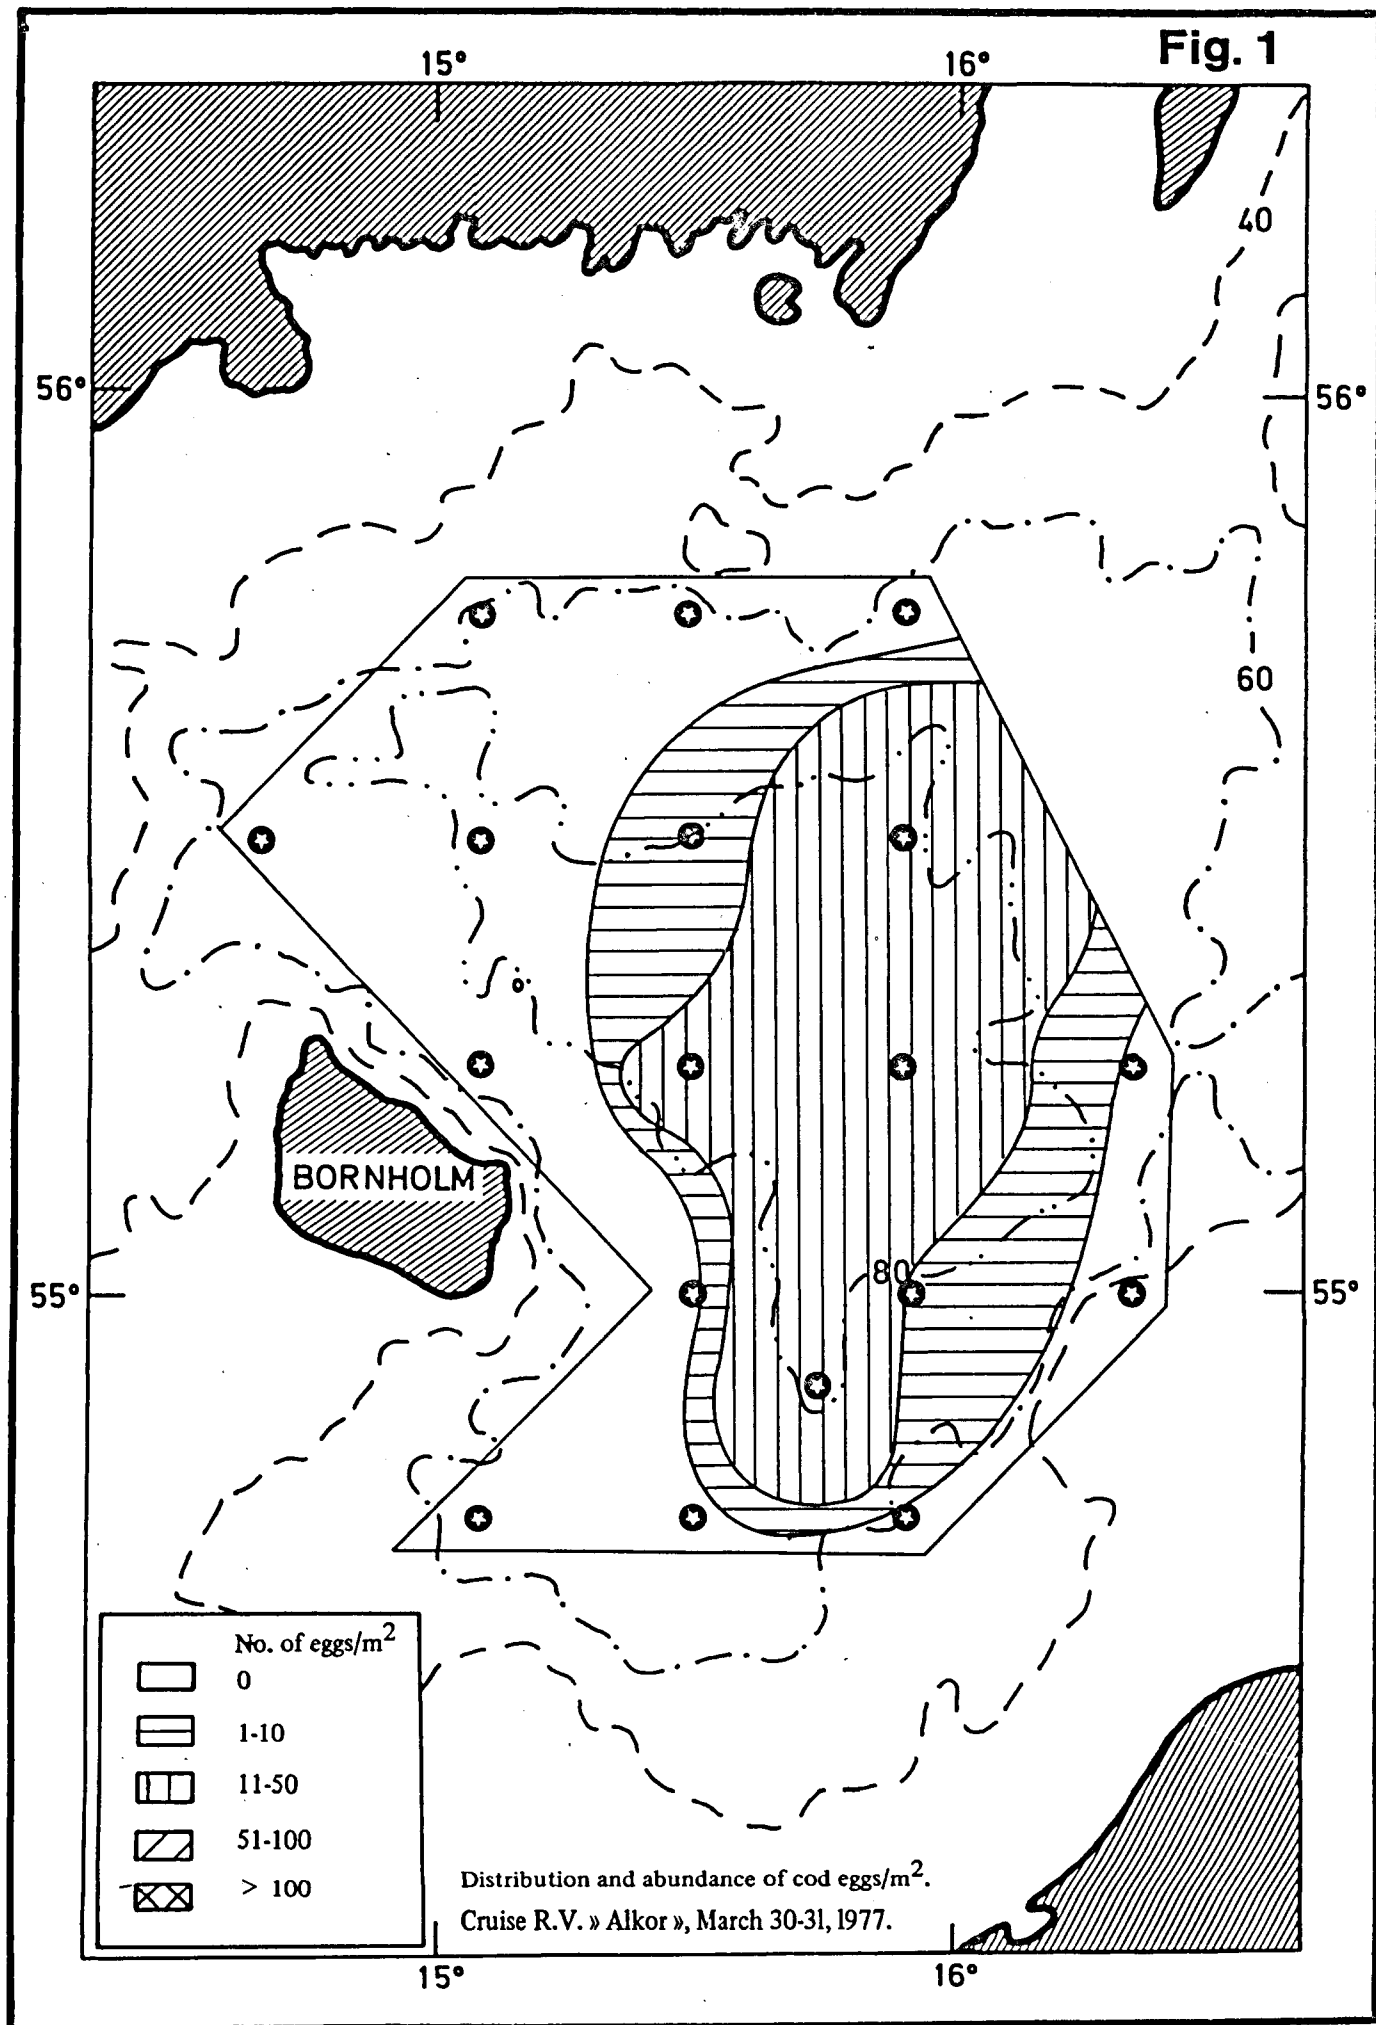 Fig. 1
15° 16°
40
56° 56°
60
BORNHOLM
80
55° 55°
No. of eggs/m²
0
1-10
11-50
51-100
> 100
Distribution and abundance of cod eggs/m².
Cruise R.V. » Alkor », March 30-31, 1977.
15° 16°